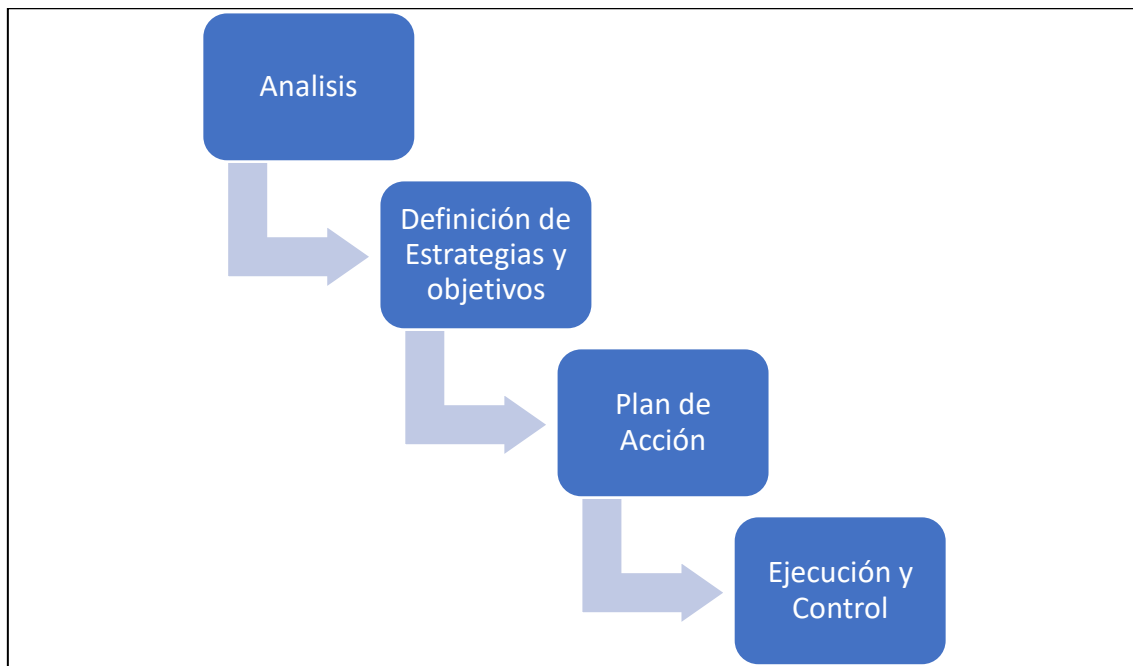 Analisis
Definición de
Estrategias y
objetivos
Plan de
Acción
Ejecución y
Control